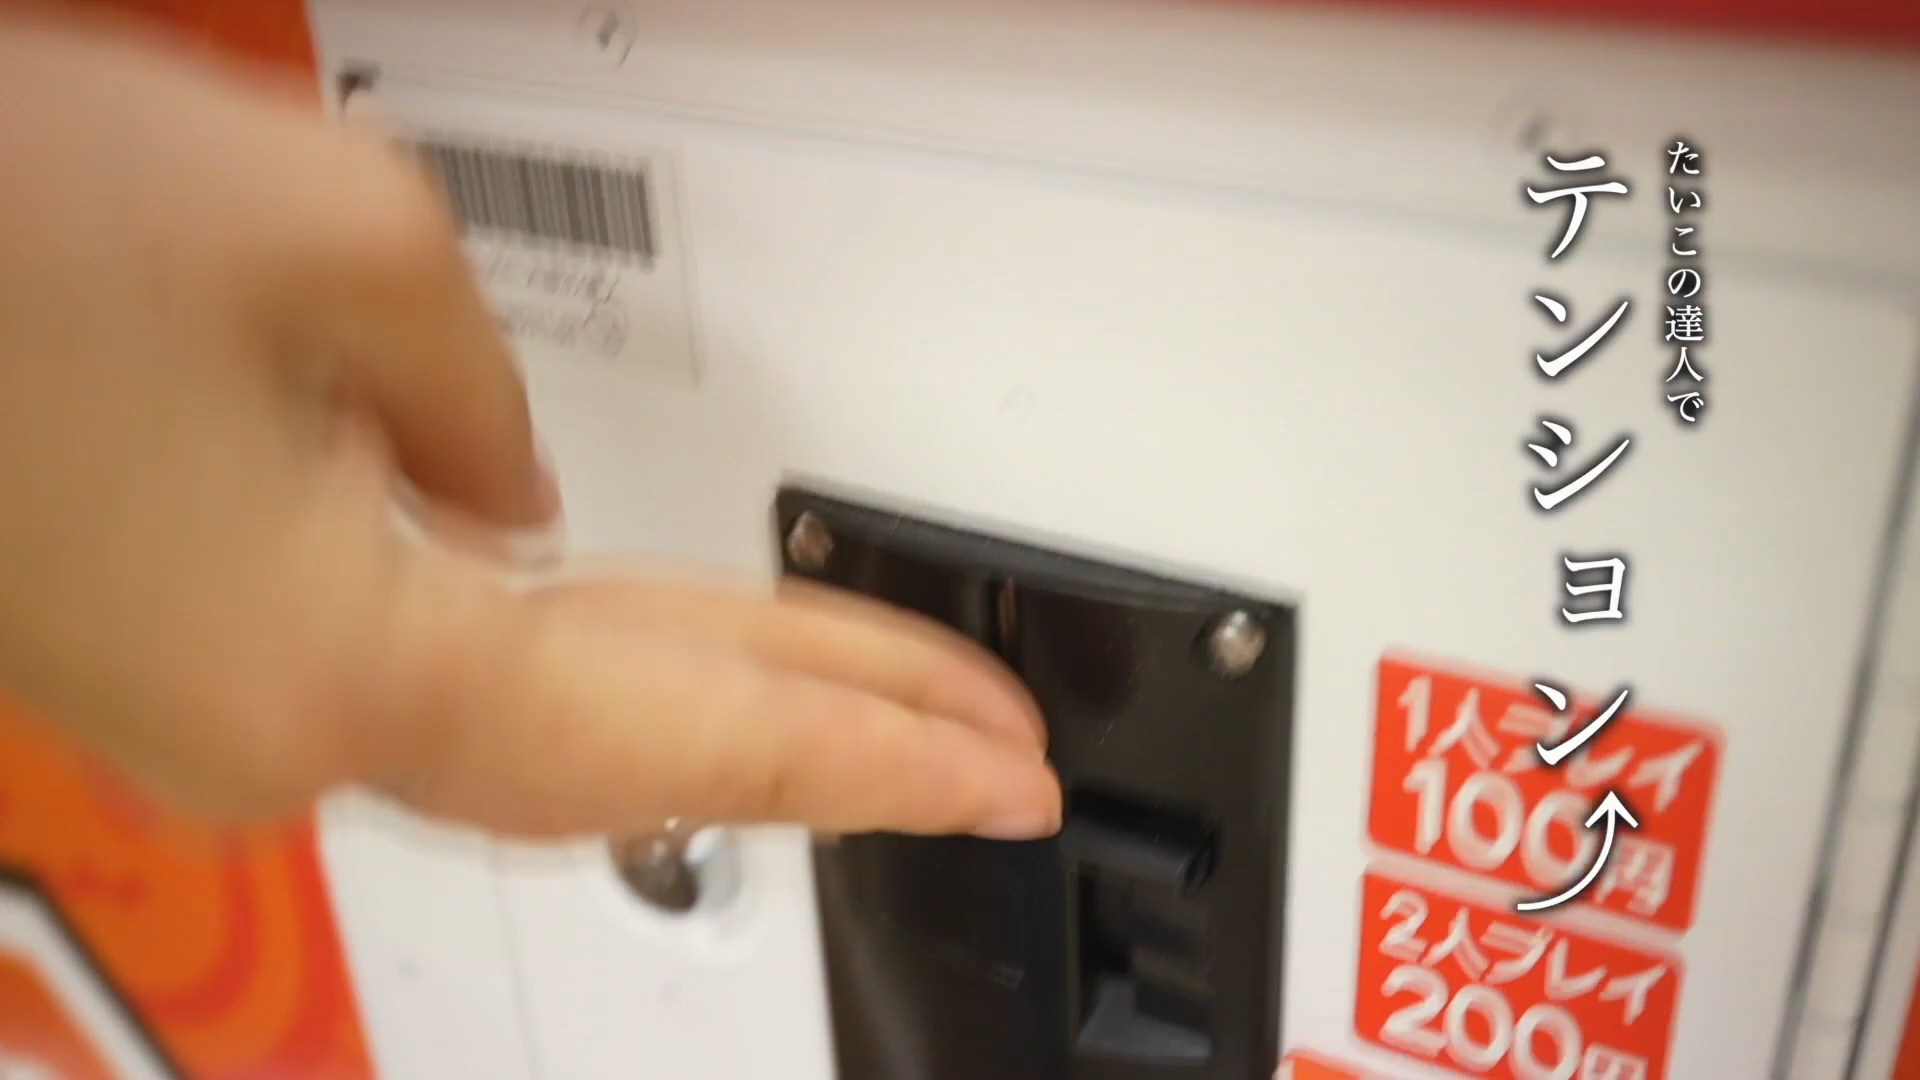 たいこの達人で
テンション⤴
1人プレイ
100円
2人プレイ
200円